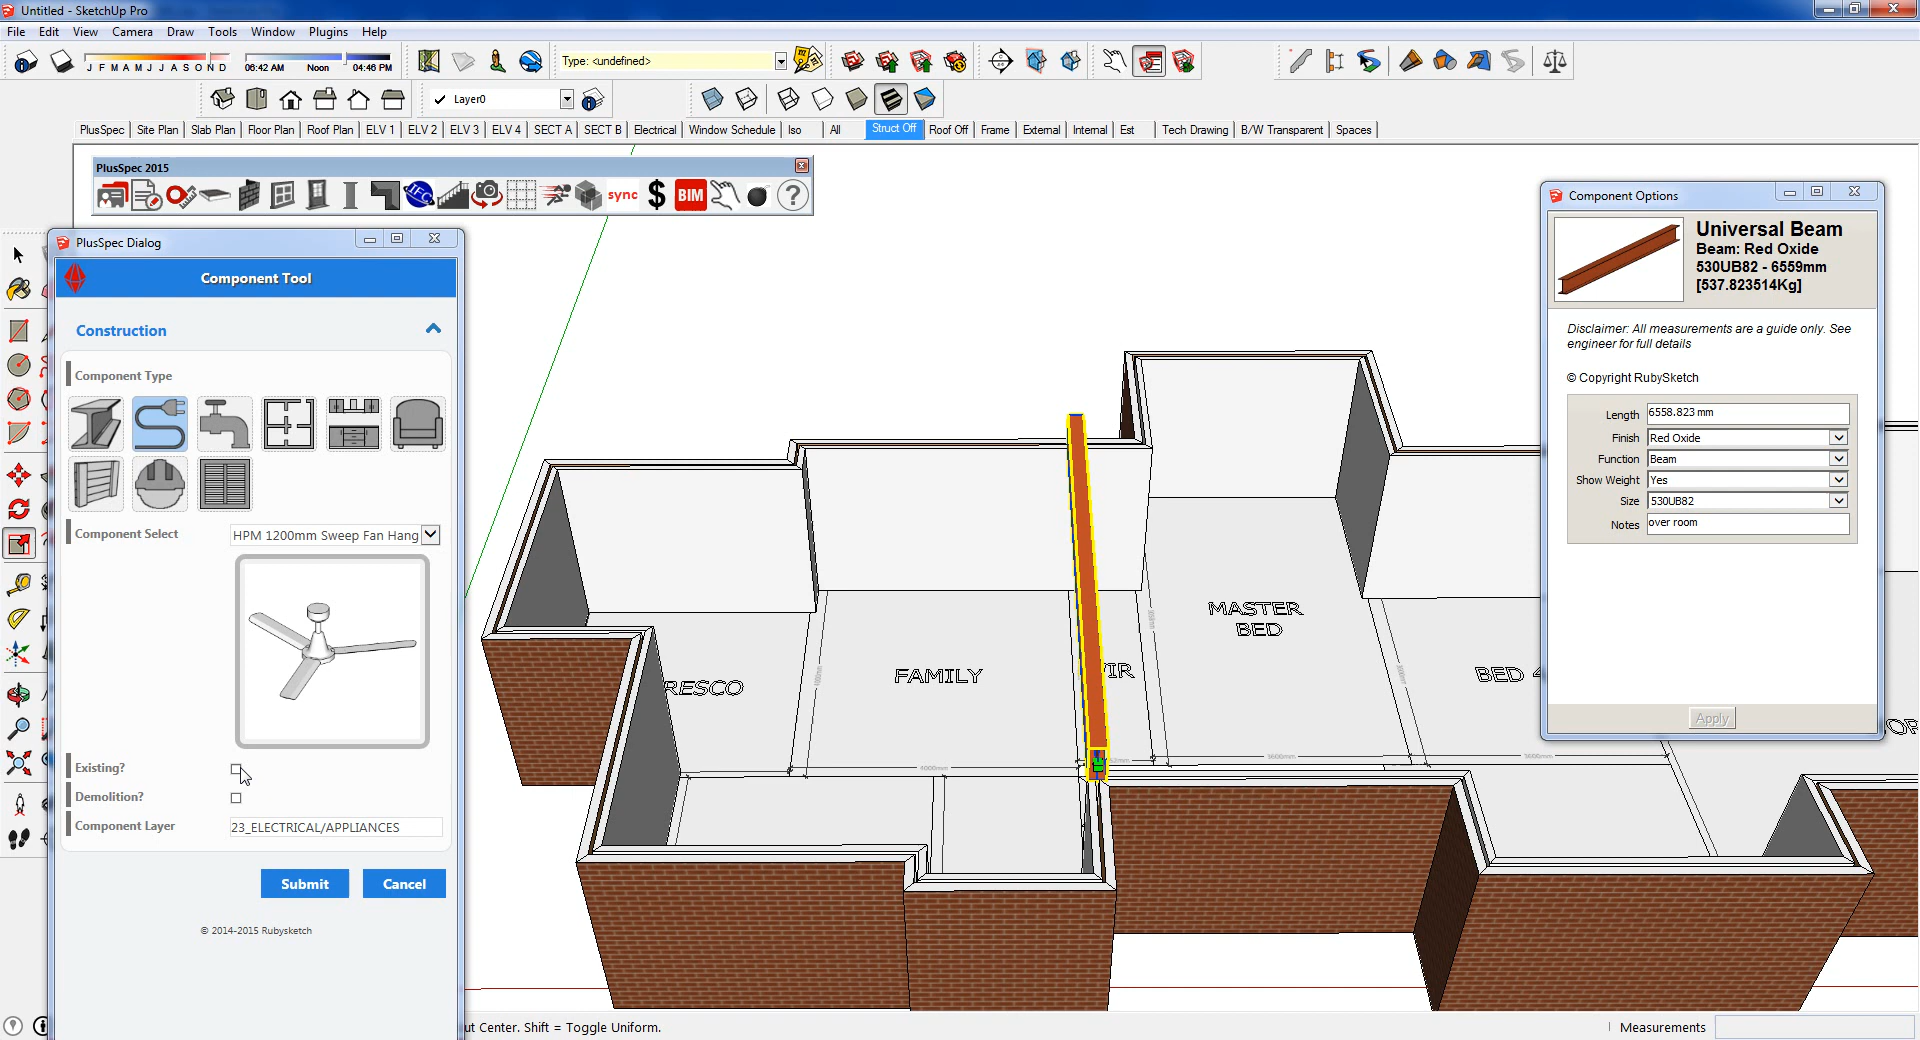 Untitled - SketchUp Pro
File Edit View Camera Draw Tools Window Plugins Help
J F M A M J J A S O N D
06:42 AM Noon 04:46 PM
Type: <undefined>
Layer0
PlusSpec Site Plan Slab Plan Floor Plan Roof Plan ELV 1 ELV 2 ELV 3 ELV 4 SECT A SECT B Electrical Window Schedule Iso All Struct Off Roof Off Frame External Internal Est Tech Drawing B/W Transparent Spaces
PlusSpec 2015
IFC sync $ BIM ?
PlusSpec Dialog
Component Tool
Construction
Component Type
Component Select
HPM 1200mm Sweep Fan Hang
Existing?
Demolition?
Component Layer
23_ELECTRICAL/APPLIANCES
Submit Cancel
© 2014-2015 Rubysketch
RESCO
FAMILY
IR
MASTER
BED
BED 4
4000mm
3600mm
Component Options
Universal Beam
Beam: Red Oxide
530UB82 - 6559mm
[537.823514Kg]
Disclaimer: All measurements are a guide only. See
engineer for full details
© Copyright RubySketch
Length 6558.823 mm
Finish Red Oxide
Function Beam
Show Weight Yes
Size 530UB82
Notes over room
Apply
ut Center. Shift = Toggle Uniform.
Measurements